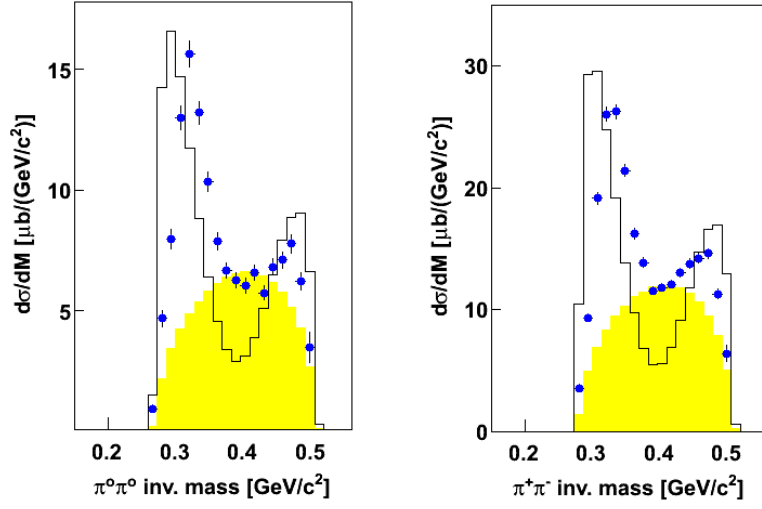 dσ/dM [μb/(GeV/c²)]
15
10
5
0.2 0.3 0.4 0.5
πºπº inv. mass [GeV/c²]
dσ/dM [μb/(GeV/c²)]
30
20
10
0
0.2 0.3 0.4 0.5
π⁺π⁻ inv. mass [GeV/c²]